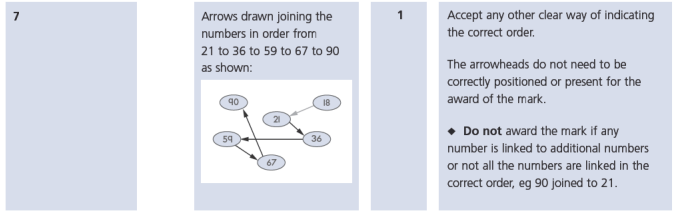 7
Arrows drawn joining the
numbers in order from
21 to 36 to 59 to 67 to 90
as shown:
90
18
21
59
36
67
1
Accept any other clear way of indicating
the correct order.
The arrowheads do not need to be
correctly positioned or present for the
award of the mark.
◆ Do not award the mark if any
number is linked to additional numbers
or not all the numbers are linked in the
correct order, eg 90 joined to 21.